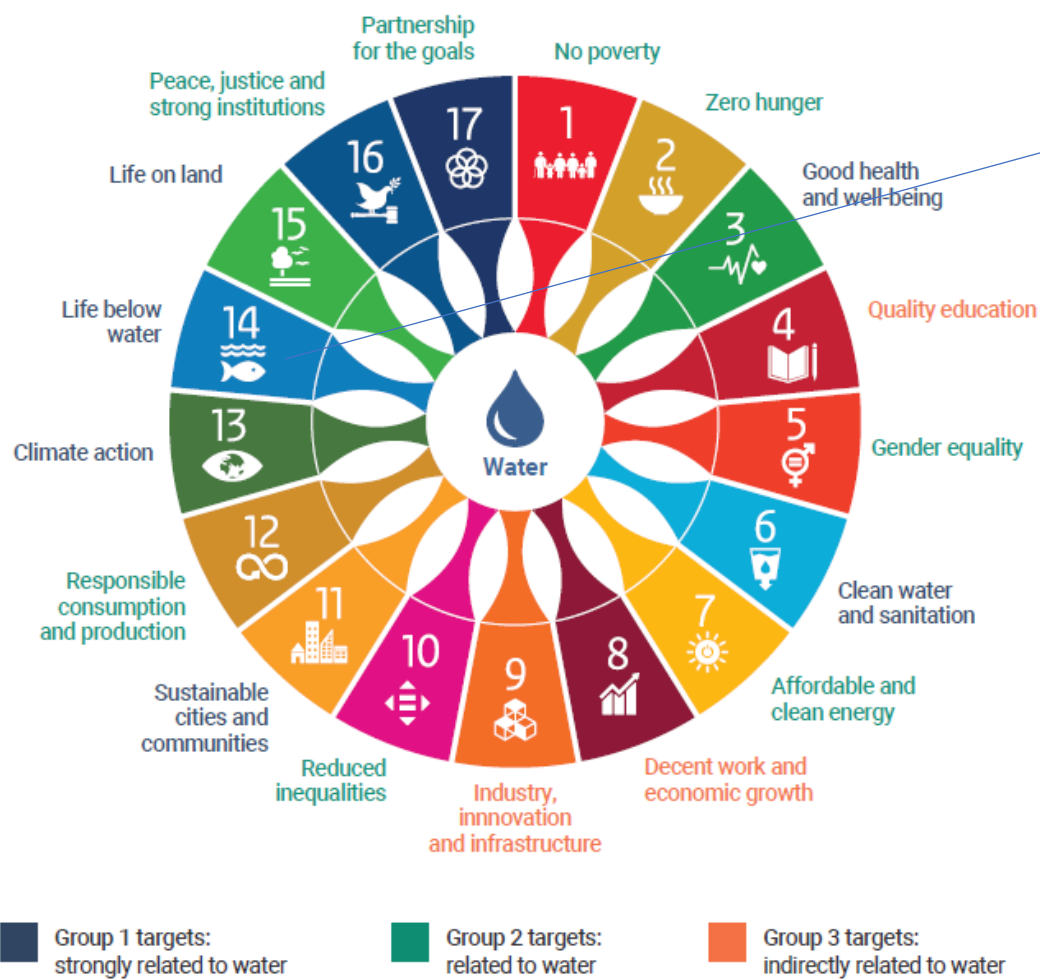 Partnership
for the goals
17
No poverty
1
Zero hunger
2
Good health
and well-being
3
Quality education
4
Gender equality
5
Clean water
and sanitation
6
Affordable and
clean energy
7
Decent work and
economic growth
8
Industry,
innnovation
and infrastructure
9
Reduced
inequalities
10
Sustainable
cities and
communities
11
Responsible
consumption
and production
12
Climate action
13
Life below
water
14
Life on land
15
Peace, justice and
strong institutions
16
Water
Group 1 targets:
strongly related to water
Group 2 targets:
related to water
Group 3 targets:
indirectly related to water